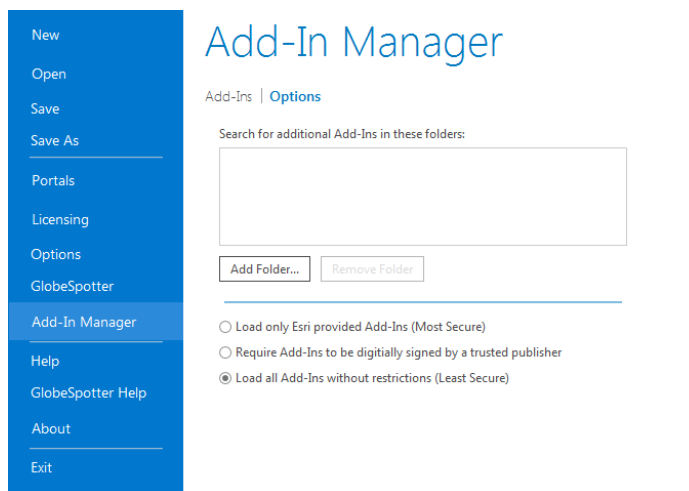 New
Open
Save
Save As
Portals
Licensing
Options
GlobeSpotter
Add-In Manager
Help
GlobeSpotter Help
About
Exit
Add-In Manager
Add-Ins | Options
Search for additional Add-Ins in these folders:
Add Folder... Remove Folder
Load only Esri provided Add-Ins (Most Secure)
Require Add-Ins to be digitially signed by a trusted publisher
Load all Add-Ins without restrictions (Least Secure)